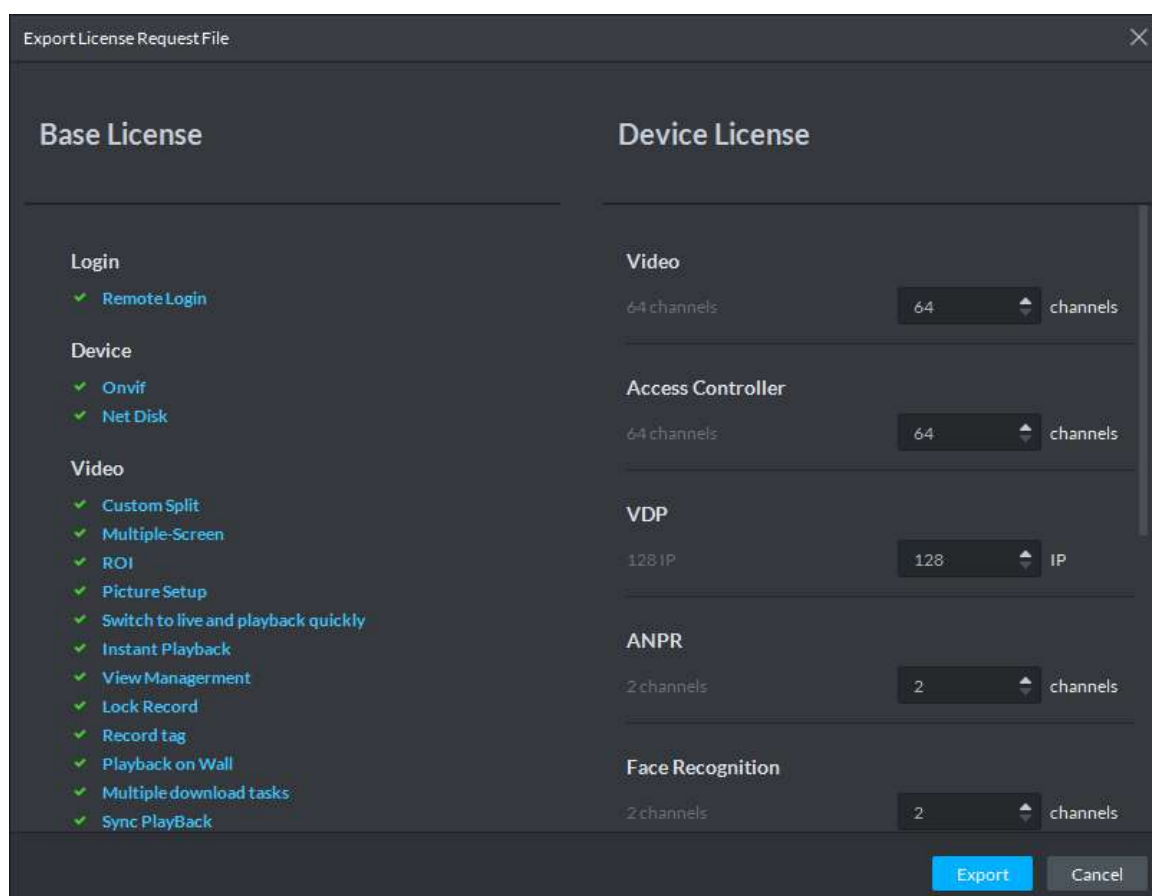 Export License Request File
Base License
Login
Remote Login
Device
Onvif
Net Disk
Video
Custom Split
Multiple-Screen
ROI
Picture Setup
Switch to live and playback quickly
Instant Playback
View Managerment
Lock Record
Record tag
Playback on Wall
Multiple download tasks
Sync PlayBack
Device License
Video
64 channels 64 channels
Access Controller
64 channels 64 channels
VDP
128 IP 128 IP
ANPR
2 channels 2 channels
Face Recognition
2 channels 2 channels
Export Cancel